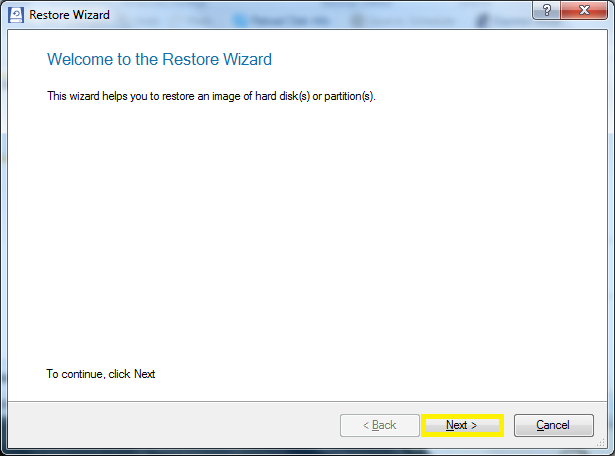 Restore Wizard
Welcome to the Restore Wizard
This wizard helps you to restore an image of hard disk(s) or partition(s).
To continue, click Next
< Back Next > Cancel